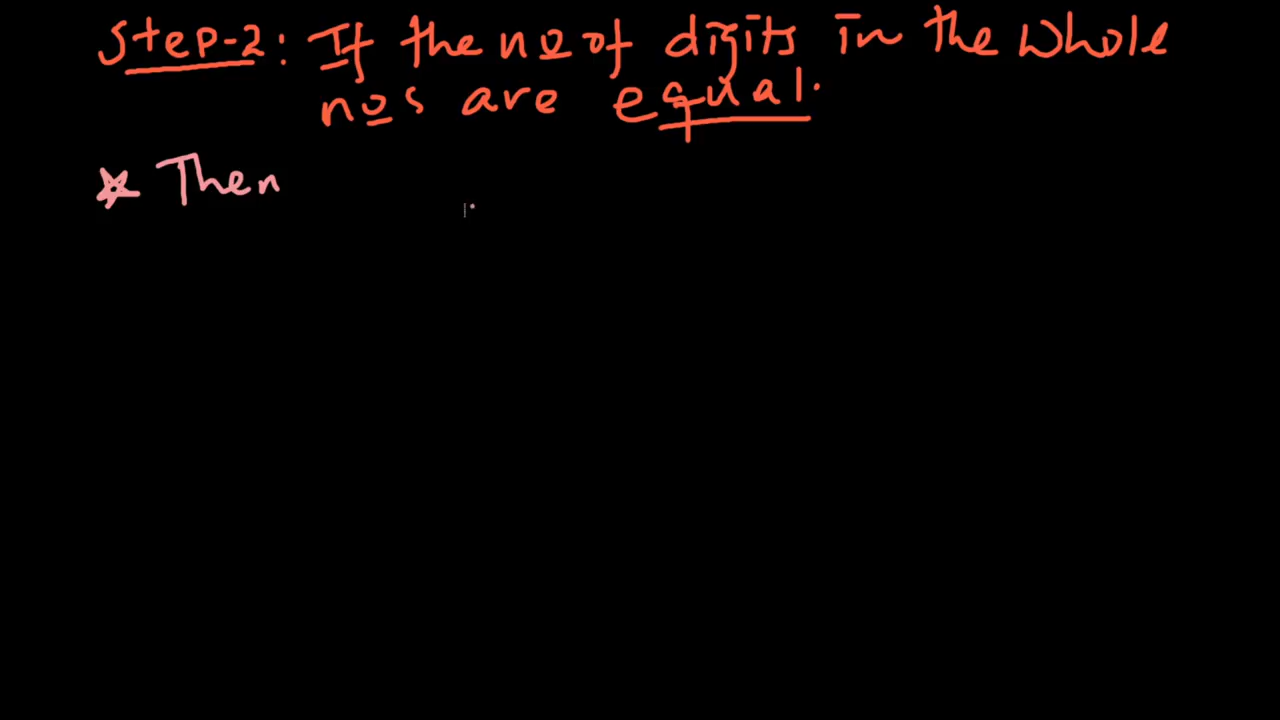 Step-2: If the no of digits in the whole
nos are equal.
* Then